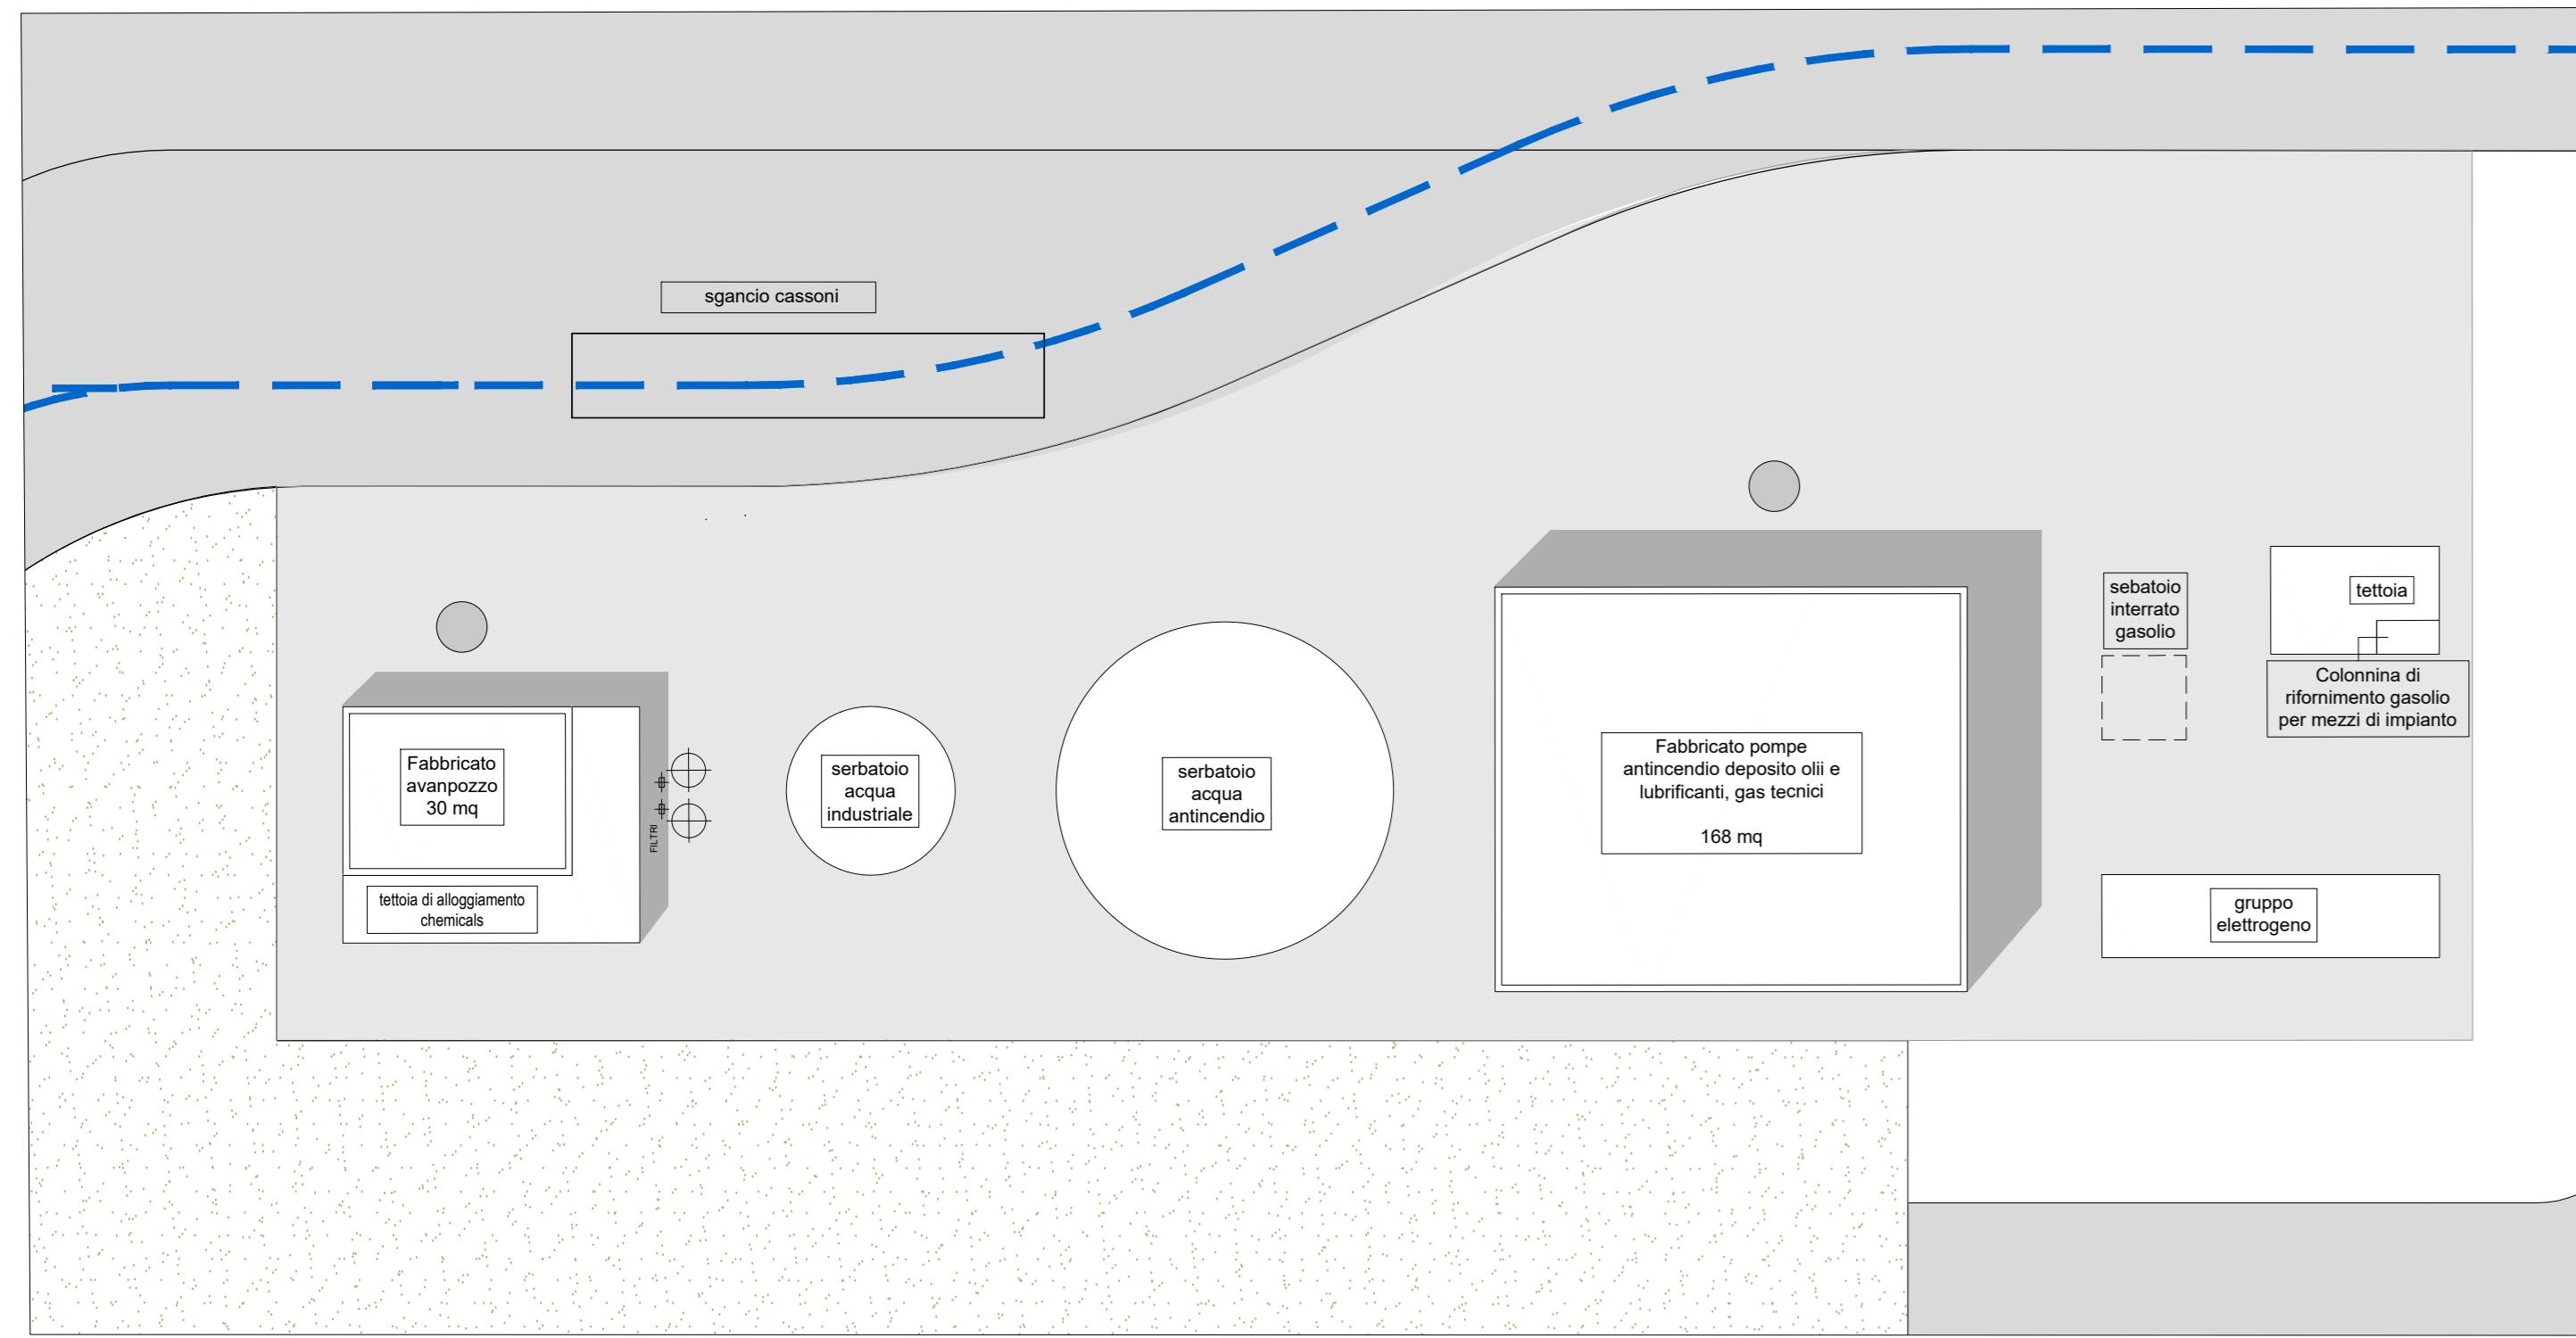 sgancio cassoni
Fabbricato
avanpozzo
30 mq
tettoia di alloggiamento
chemicals
FILTRI
serbatoio
acqua
industriale
serbatoio
acqua
antincendio
Fabbricato pompe
antincendio deposito olii e
lubrificanti, gas tecnici
168 mq
sebatoio
interrato
gasolio
tettoia
Colonnina di
rifornimento gasolio
per mezzi di impianto
gruppo
elettrogeno